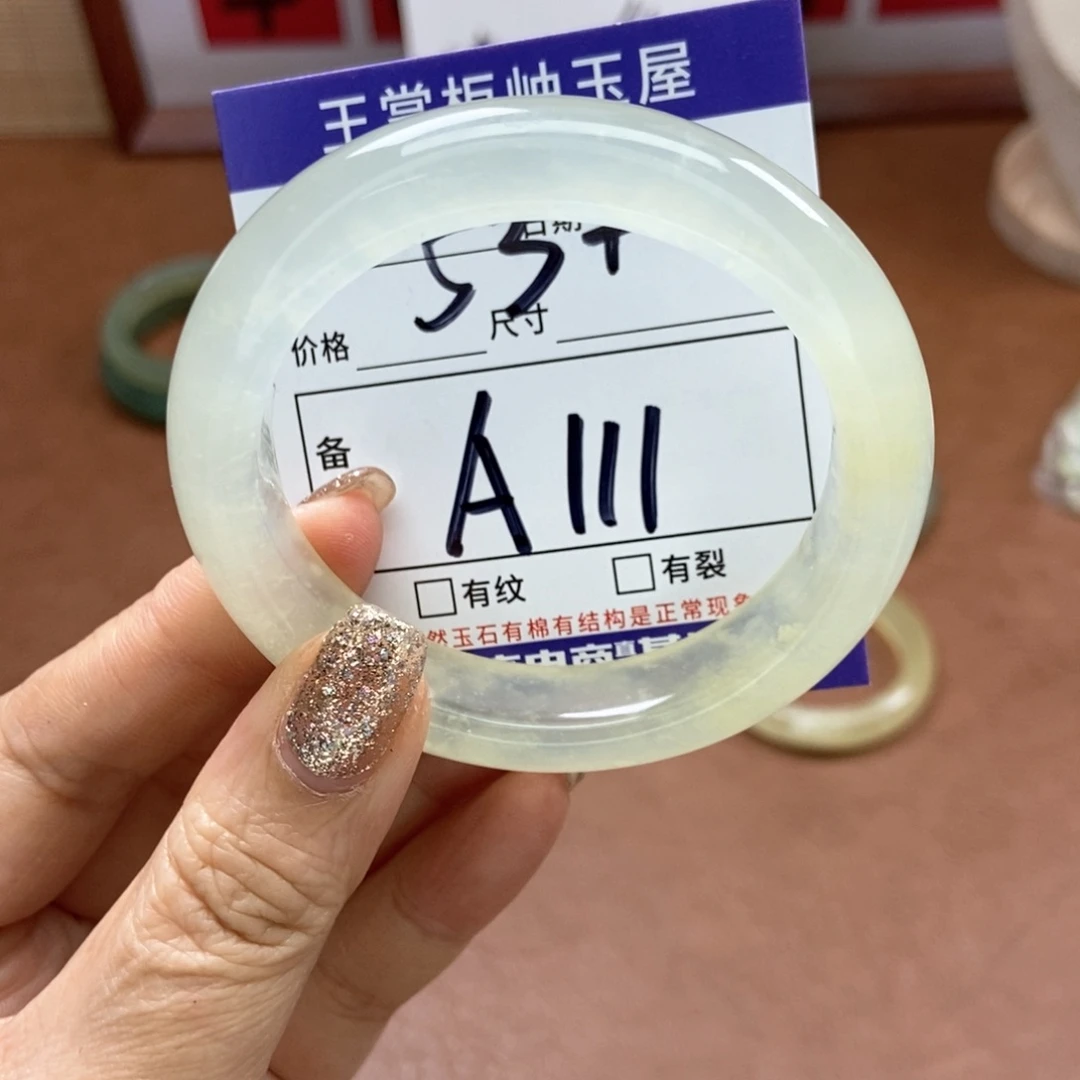 王掌柜岫玉屋
日期
55+
价格 尺寸
备
A111
有纹 有裂
然玉石有棉有结构是正常现象